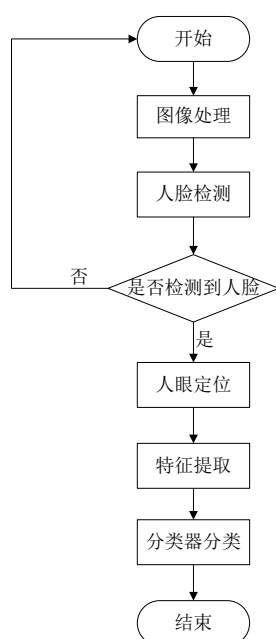 开始
图像处理
人脸检测
是否检测到人脸
否
是
人眼定位
特征提取
分类器分类
结束